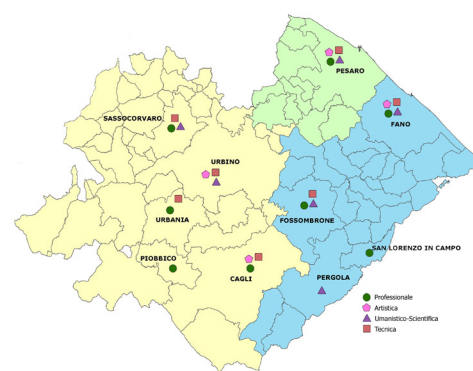 PESARO
FANO
SASSOCORVARO
URBINO
URBANIA
FOSSOMBRONE
PIOBBICO
CAGLI
SAN LORENZO IN CAMPO
PERGOLA
Professionale
Artistica
Umanistico-Scientifica
Tecnica